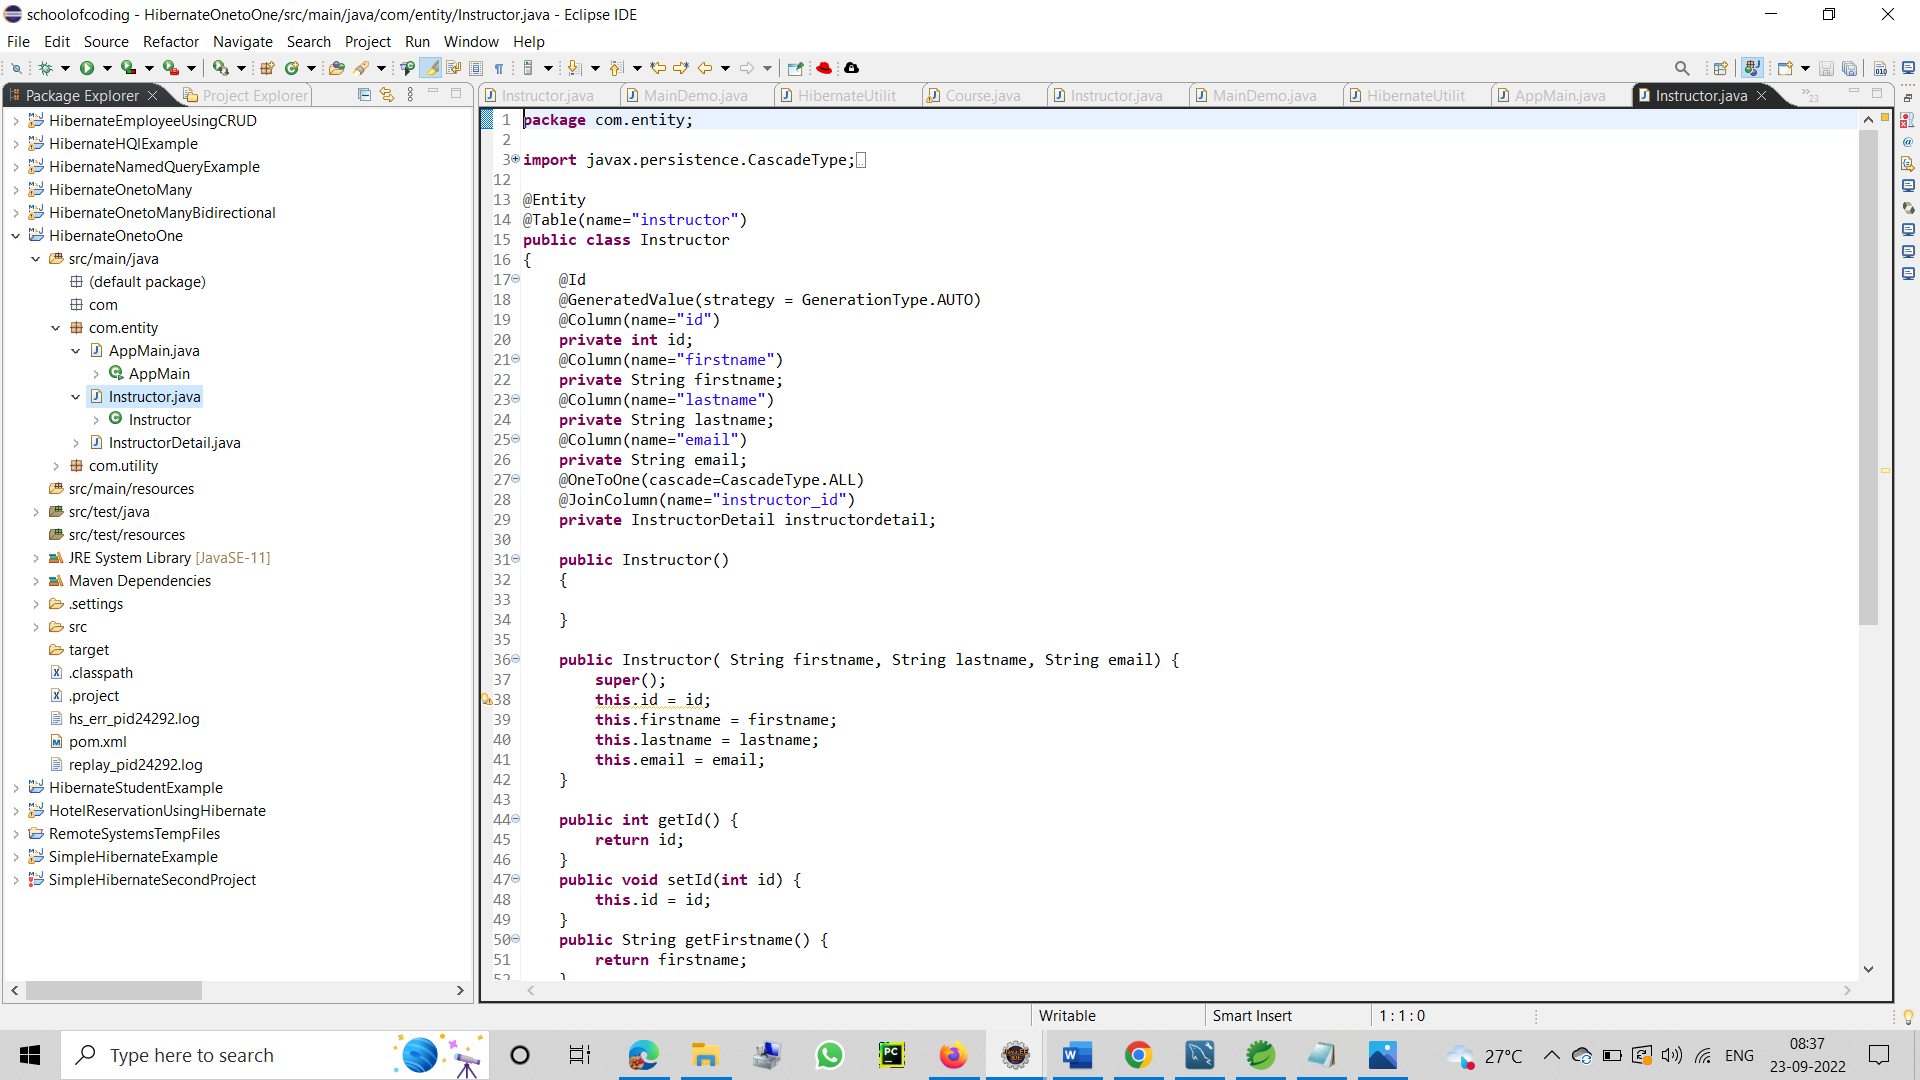 schoolofcoding - HibernateOnetoOne/src/main/java/com/entity/Instructor.java - Eclipse IDE
File Edit Source Refactor Navigate Search Project Run Window Help
Package Explorer Project Explorer
HibernateEmployeeUsingCRUD
HibernateHQlExample
HibernateNamedQueryExample
HibernateOnetoMany
HibernateOnetoManyBidirectional
HibernateOnetoOne
src/main/java
(default package)
com
com.entity
AppMain.java
AppMain
Instructor.java
Instructor
InstructorDetail.java
com.utility
src/main/resources
src/test/java
src/test/resources
JRE System Library [JavaSE-11]
Maven Dependencies
.settings
src
target
.classpath
.project
hs_err_pid24292.log
pom.xml
replay_pid24292.log
HibernateStudentExample
HotelReservationUsingHibernate
RemoteSystemsTempFiles
SimpleHibernateExample
SimpleHibernateSecondProject
Instructor.java MainDemo.java HibernateUtilit Course.java Instructor.java MainDemo.java HibernateUtilit AppMain.java Instructor.java 23
1 package com.entity;
2
3 import javax.persistence.CascadeType;
12
13 @Entity
14 @Table(name="instructor")
15 public class Instructor
16 {
17 @Id
18 @GeneratedValue(strategy = GenerationType.AUTO)
19 @Column(name="id")
20 private int id;
21 @Column(name="firstname")
22 private String firstname;
23 @Column(name="lastname")
24 private String lastname;
25 @Column(name="email")
26 private String email;
27 @OneToOne(cascade=CascadeType.ALL)
28 @JoinColumn(name="instructor_id")
29 private InstructorDetail instructordetail;
30
31 public Instructor()
32 {
33
34 }
35
36 public Instructor( String firstname, String lastname, String email) {
37 super();
38 this.id = id;
39 this.firstname = firstname;
40 this.lastname = lastname;
41 this.email = email;
42 }
43
44 public int getId() {
45 return id;
46 }
47 public void setId(int id) {
48 this.id = id;
49 }
50 public String getFirstname() {
51 return firstname;
52 }
Writable Smart Insert 1 : 1 : 0
Type here to search
27°C ENG
08:37
23-09-2022